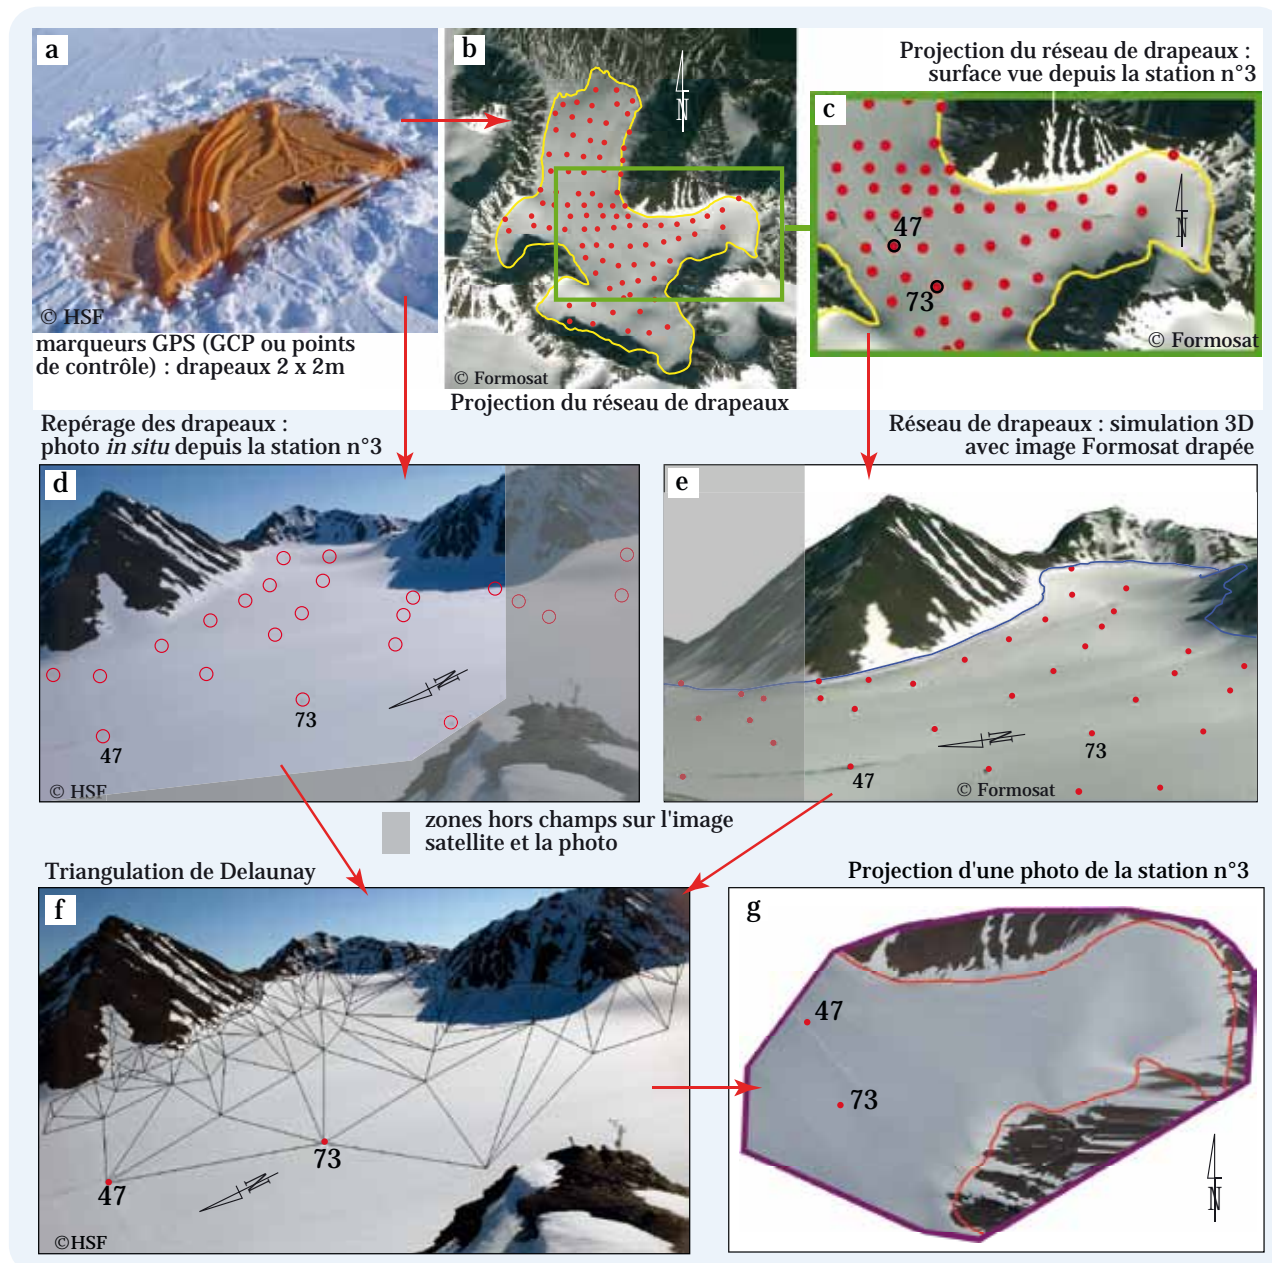 a
© HSF
marqueurs GPS (GCP ou points
de contrôle) : drapeaux 2 x 2m
b
N
© Formosat
Projection du réseau de drapeaux
Projection du réseau de drapeaux :
surface vue depuis la station n°3
c
N
47
73
© Formosat
Repérage des drapeaux :
photo in situ depuis la station n°3
d
N
73
47
© HSF
Réseau de drapeaux : simulation 3D
avec image Formosat drapée
e
N
73
47
© Formosat
zones hors champs sur l'image
satellite et la photo
Triangulation de Delaunay
f
73
N
47
©HSF
Projection d'une photo de la station n°3
g
47
73
N